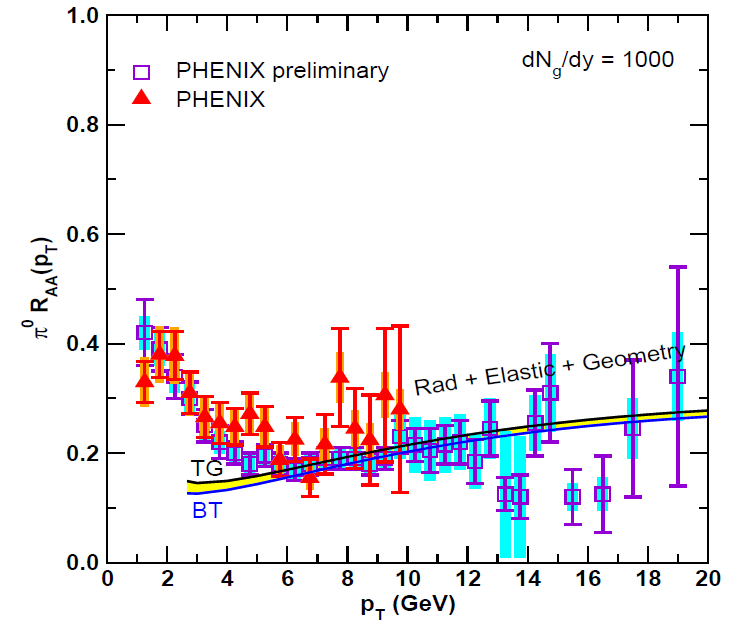 1.0
0.8
0.6
0.4
0.2
0.0
π⁰ R_AA(p_T)
PHENIX preliminary
PHENIX
dN_g/dy = 1000
Rad + Elastic + Geometry
TG
BT
0 2 4 6 8 10 12 14 16 18 20
p_T (GeV)